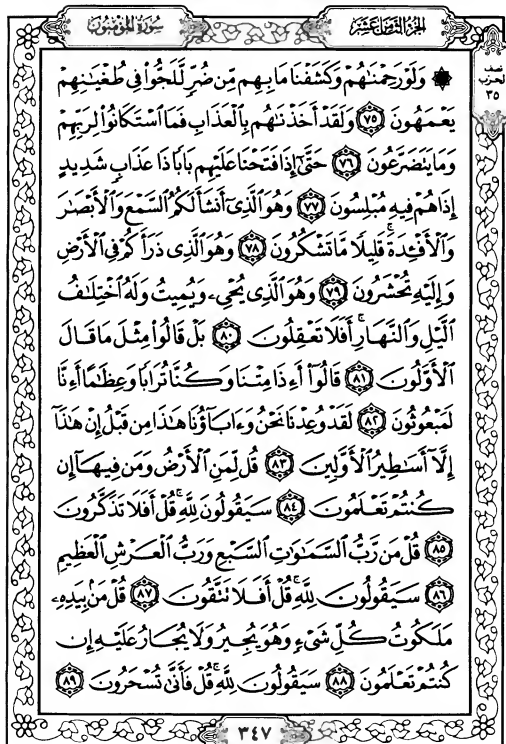 الجزء الثامن عشر
سورة المؤمنون
نصف
الحزب
٣٥
۞ وَلَوْ رَحِمْنَٰهُمْ وَكَشَفْنَا مَا بِهِم مِّن ضُرٍّ لَّلَجُّوا۟ فِى طُغْيَٰنِهِمْ
يَعْمَهُونَ ٧٥ وَلَقَدْ أَخَذْنَٰهُم بِٱلْعَذَابِ فَمَا ٱسْتَكَانُوا۟ لِرَبِّهِمْ
وَمَا يَتَضَرَّعُونَ ٧٦ حَتَّىٰٓ إِذَا فَتَحْنَا عَلَيْهِم بَابًا ذَا عَذَابٍ شَدِيدٍ
إِذَا هُمْ فِيهِ مُبْلِسُونَ ٧٧ وَهُوَ ٱلَّذِىٓ أَنشَأَ لَكُمُ ٱلسَّمْعَ وَٱلْأَبْصَٰرَ
وَٱلْأَفْـِٔدَةَ ۚ قَلِيلًا مَّا تَشْكُرُونَ ٧٨ وَهُوَ ٱلَّذِى ذَرَأَكُمْ فِى ٱلْأَرْضِ
وَإِلَيْهِ تُحْشَرُونَ ٧٩ وَهُوَ ٱلَّذِى يُحْىِۦ وَيُمِيتُ وَلَهُ ٱخْتِلَٰفُ
ٱلَّيْلِ وَٱلنَّهَارِ ۚ أَفَلَا تَعْقِلُونَ ٨٠ بَلْ قَالُوا۟ مِثْلَ مَا قَالَ
ٱلْأَوَّلُونَ ٨١ قَالُوٓا۟ أَءِذَا مِتْنَا وَكُنَّا تُرَابًا وَعِظَٰمًا أَءِنَّا
لَمَبْعُوثُونَ ٨٢ لَقَدْ وُعِدْنَا نَحْنُ وَءَابَآؤُنَا هَٰذَا مِن قَبْلُ إِنْ هَٰذَآ
إِلَّآ أَسَٰطِيرُ ٱلْأَوَّلِينَ ٨٣ قُل لِّمَنِ ٱلْأَرْضُ وَمَن فِيهَآ إِن
كُنتُمْ تَعْلَمُونَ ٨٤ سَيَقُولُونَ لِلَّهِ ۚ قُلْ أَفَلَا تَذَكَّرُونَ
٨٥ قُلْ مَن رَّبُّ ٱلسَّمَٰوَٰتِ ٱلسَّبْعِ وَرَبُّ ٱلْعَرْشِ ٱلْعَظِيمِ
٨٦ سَيَقُولُونَ لِلَّهِ ۚ قُلْ أَفَلَا تَتَّقُونَ ٨٧ قُلْ مَنۢ بِيَدِهِۦ
مَلَكُوتُ كُلِّ شَىْءٍ وَهُوَ يُجِيرُ وَلَا يُجَارُ عَلَيْهِ إِن
كُنتُمْ تَعْلَمُونَ ٨٨ سَيَقُولُونَ لِلَّهِ ۚ قُلْ فَأَنَّىٰ تُسْحَرُونَ ٨٩
٣٤٧